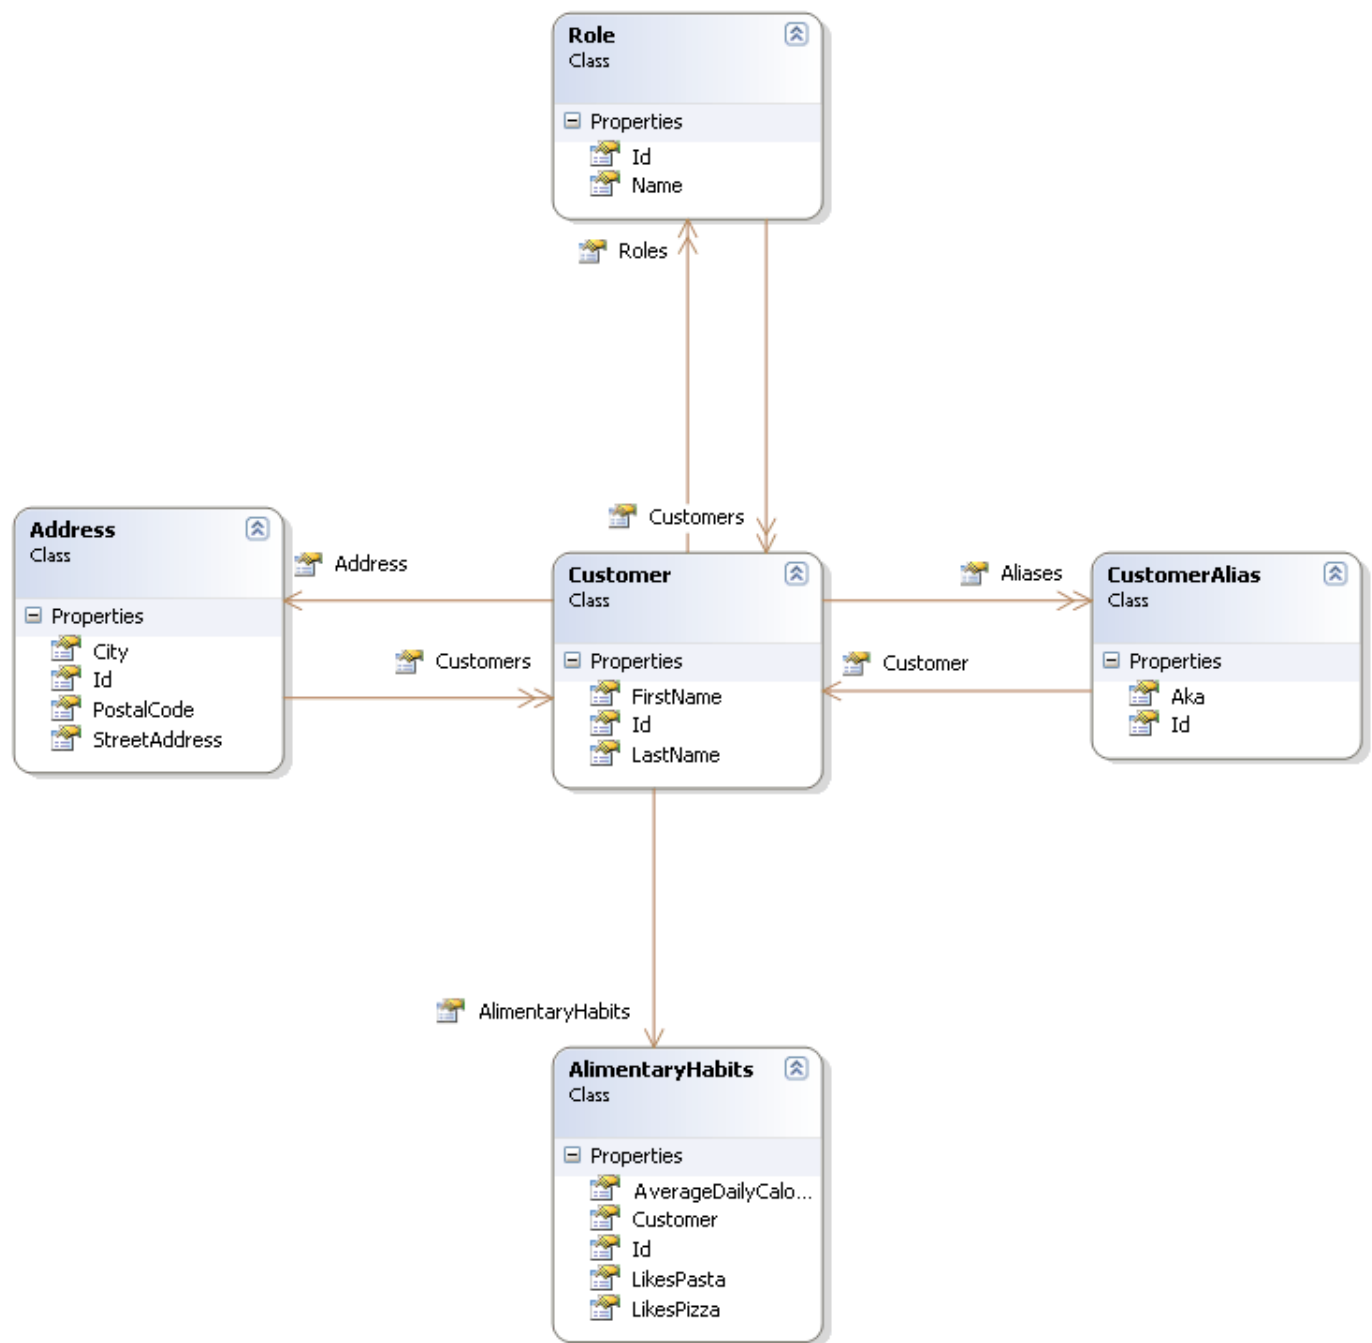 Role
Class
Properties
Id
Name
Roles
Customers
Address
Class
Properties
City
Id
PostalCode
StreetAddress
Address
Customers
Customer
Class
Properties
FirstName
Id
LastName
Aliases
Customer
CustomerAlias
Class
Properties
Aka
Id
AlimentaryHabits
AlimentaryHabits
Class
Properties
AverageDailyCalo...
Customer
Id
LikesPasta
LikesPizza